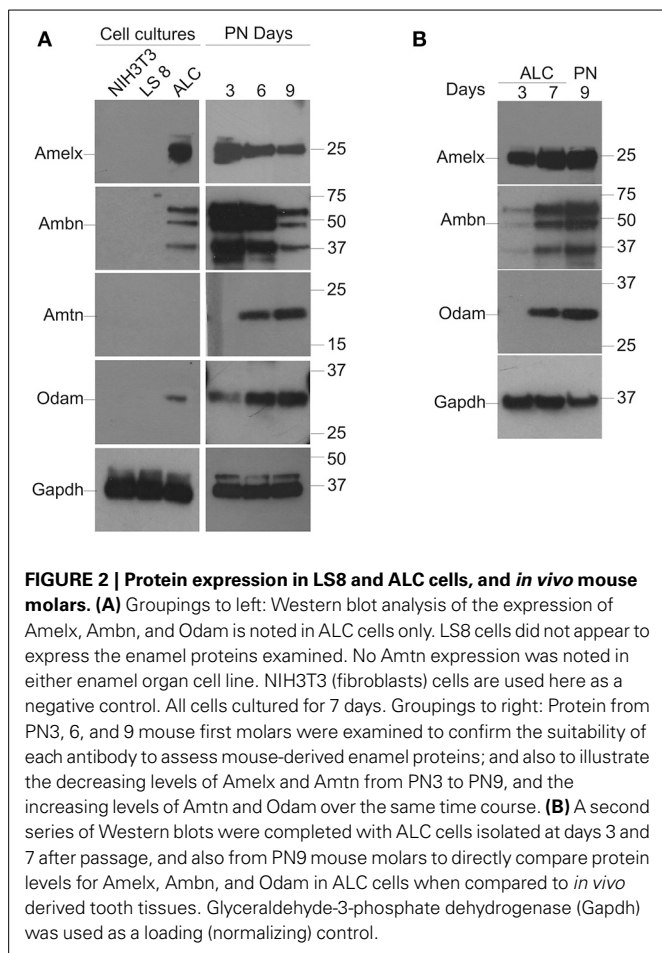 A
Cell cultures
PN Days
NIH3T3
LS 8
ALC
3 6 9
Amelx
25
Ambn
75
50
37
Amtn
25
15
Odam
37
25
Gapdh
50
37
B
ALC PN
Days 3 7 9
Amelx
25
Ambn
75
50
37
Odam
37
25
Gapdh
37
FIGURE 2 | Protein expression in LS8 and ALC cells, and in vivo mouse
molars. (A) Groupings to left: Western blot analysis of the expression of
Amelx, Ambn, and Odam is noted in ALC cells only. LS8 cells did not appear to
express the enamel proteins examined. No Amtn expression was noted in
either enamel organ cell line. NIH3T3 (fibroblasts) cells are used here as a
negative control. All cells cultured for 7 days. Groupings to right: Protein from
PN3, 6, and 9 mouse first molars were examined to confirm the suitability of
each antibody to assess mouse-derived enamel proteins; and also to illustrate
the decreasing levels of Amelx and Amtn from PN3 to PN9, and the
increasing levels of Amtn and Odam over the same time course. (B) A second
series of Western blots were completed with ALC cells isolated at days 3 and
7 after passage, and also from PN9 mouse molars to directly compare protein
levels for Amelx, Ambn, and Odam in ALC cells when compared to in vivo
derived tooth tissues. Glyceraldehyde-3-phosphate dehydrogenase (Gapdh)
was used as a loading (normalizing) control.